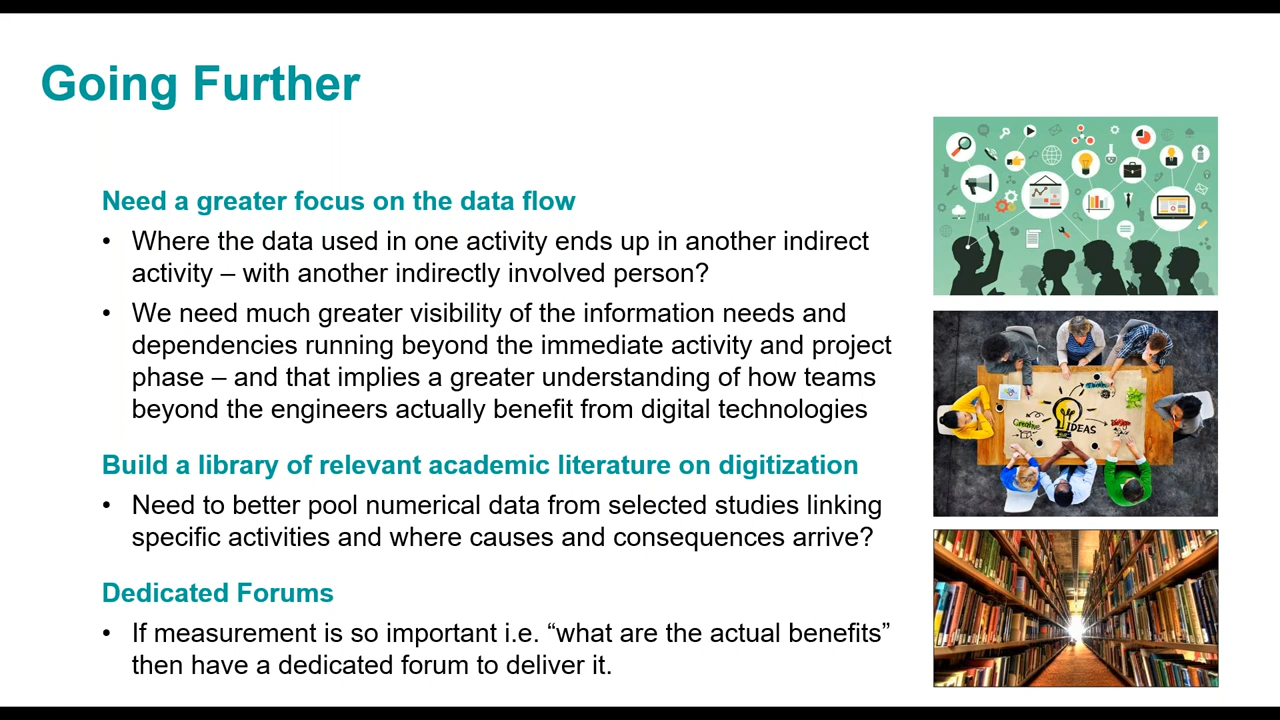 Going Further
Need a greater focus on the data flow
• Where the data used in one activity ends up in another indirect
activity – with another indirectly involved person?
• We need much greater visibility of the information needs and
dependencies running beyond the immediate activity and project
phase – and that implies a greater understanding of how teams
beyond the engineers actually benefit from digital technologies
Build a library of relevant academic literature on digitization
• Need to better pool numerical data from selected studies linking
specific activities and where causes and consequences arrive?
Dedicated Forums
• If measurement is so important i.e. “what are the actual benefits”
then have a dedicated forum to deliver it.
Creative
IDEAS